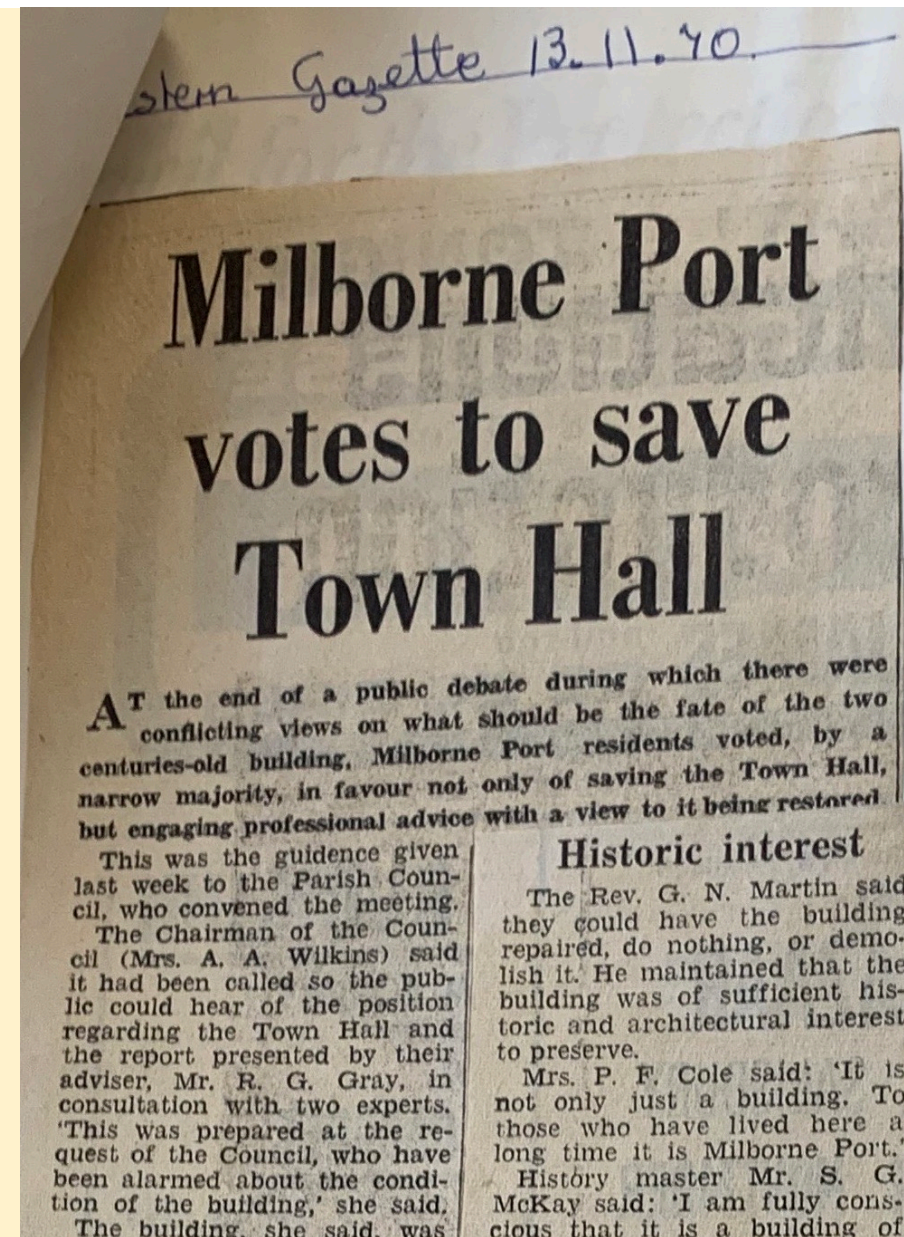 stern Gazette 13.11.70.
Milborne Port
votes to save
Town Hall
AT the end of a public debate during which there were
conflicting views on what should be the fate of the two
centuries-old building, Milborne Port residents voted, by a
narrow majority, in favour not only of saving the Town Hall,
but engaging professional advice with a view to it being restored.
This was the guidence given
last week to the Parish Coun-
cil, who convened the meeting.
The Chairman of the Coun-
cil (Mrs. A. A. Wilkins) said
it had been called so the pub-
lic could hear of the position
regarding the Town Hall and
the report presented by their
adviser, Mr. R. G. Gray, in
consultation with two experts.
'This was prepared at the re-
quest of the Council, who have
been alarmed about the condi-
tion of the building,' she said.
The building, she said, was
Historic interest
The Rev. G. N. Martin said
they could have the building
repaired, do nothing, or demo-
lish it. He maintained that the
building was of sufficient his-
toric and architectural interest
to preserve.
Mrs. P. F. Cole said: 'It is
not only just a building. To
those who have lived here a
long time it is Milborne Port.'
History master Mr. S. G.
McKay said: 'I am fully cons-
cious that it is a building of